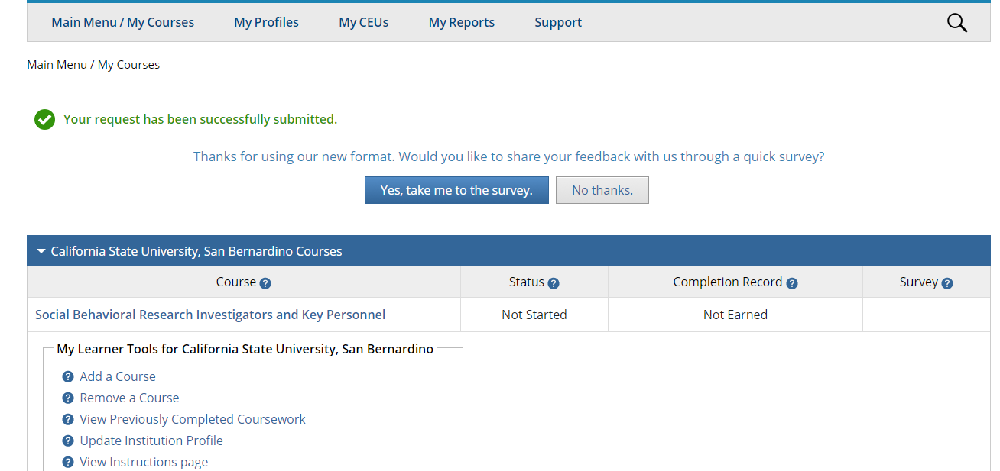 Main Menu / My Courses My Profiles My CEUs My Reports Support
Main Menu / My Courses
Your request has been successfully submitted.
Thanks for using our new format. Would you like to share your feedback with us through a quick survey?
Yes, take me to the survey. No thanks.
California State University, San Bernardino Courses
Course ? Status ? Completion Record ? Survey ?
Social Behavioral Research Investigators and Key Personnel Not Started Not Earned
My Learner Tools for California State University, San Bernardino
? Add a Course
? Remove a Course
? View Previously Completed Coursework
? Update Institution Profile
? View Instructions page